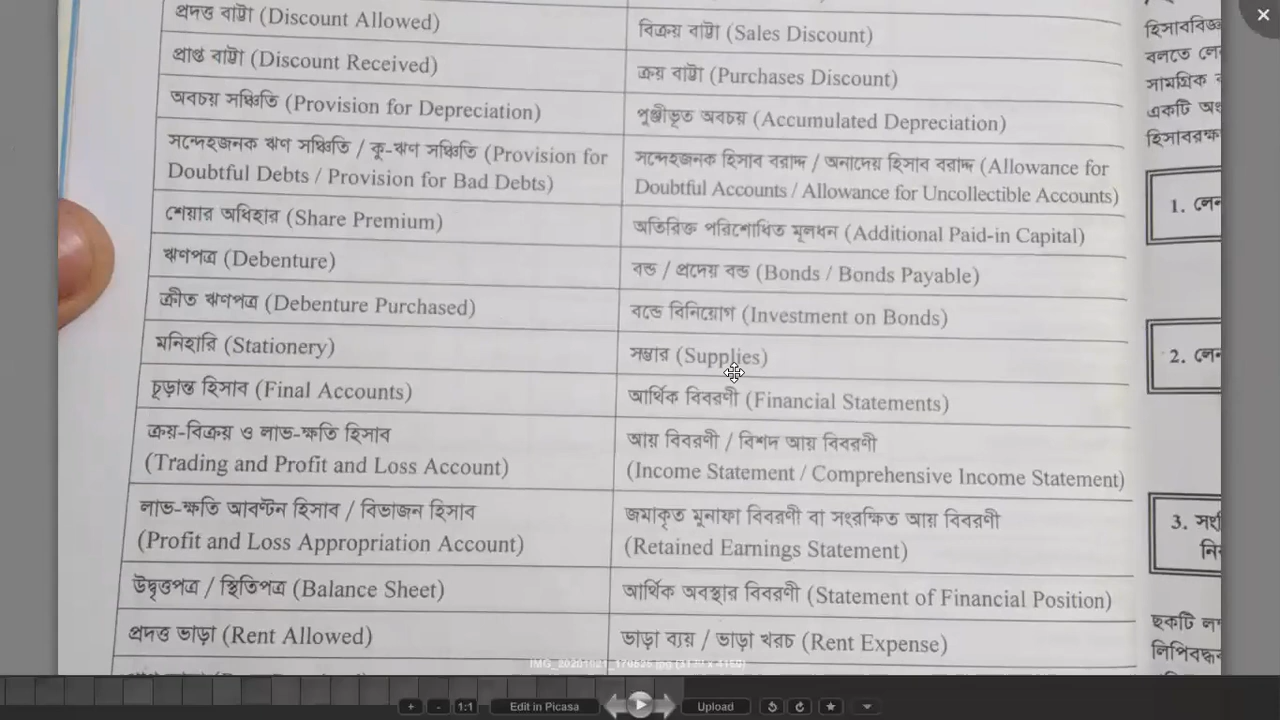 প্রদত্ত বাট্টা (Discount Allowed)
বিক্রয় বাট্টা (Sales Discount)
প্রাপ্ত বাট্টা (Discount Received)
ক্রয় বাট্টা (Purchases Discount)
অবচয় সঞ্চিতি (Provision for Depreciation)
পুঞ্জীভূত অবচয় (Accumulated Depreciation)
সন্দেহজনক ঋণ সঞ্চিতি / কু-ঋণ সঞ্চিতি (Provision for
Doubtful Debts / Provision for Bad Debts)
সন্দেহজনক হিসাব বরাদ্দ / অনাদেয় হিসাব বরাদ্দ (Allowance for
Doubtful Accounts / Allowance for Uncollectible Accounts)
শেয়ার অধিহার (Share Premium)
অতিরিক্ত পরিশোধিত মূলধন (Additional Paid-in Capital)
ঋণপত্র (Debenture)
বন্ড / প্রদেয় বন্ড (Bonds / Bonds Payable)
ক্রীত ঋণপত্র (Debenture Purchased)
বন্ডে বিনিয়োগ (Investment on Bonds)
মনিহারি (Stationery)
সম্ভার (Supplies)
চূড়ান্ত হিসাব (Final Accounts)
আর্থিক বিবরণী (Financial Statements)
ক্রয়-বিক্রয় ও লাভ-ক্ষতি হিসাব
(Trading and Profit and Loss Account)
আয় বিবরণী / বিশদ আয় বিবরণী
(Income Statement / Comprehensive Income Statement)
লাভ-ক্ষতি আবণ্টন হিসাব / বিভাজন হিসাব
(Profit and Loss Appropriation Account)
জমাকৃত মুনাফা বিবরণী বা সংরক্ষিত আয় বিবরণী
(Retained Earnings Statement)
উদ্বৃত্তপত্র / স্থিতিপত্র (Balance Sheet)
আর্থিক অবস্থার বিবরণী (Statement of Financial Position)
প্রদত্ত ভাড়া (Rent Allowed)
ভাড়া ব্যয় / ভাড়া খরচ (Rent Expense)
বলতে
সামগ্রিক
একটি
1.
2.
3.
ছকটি
Edit in Picasa
Upload
1:1